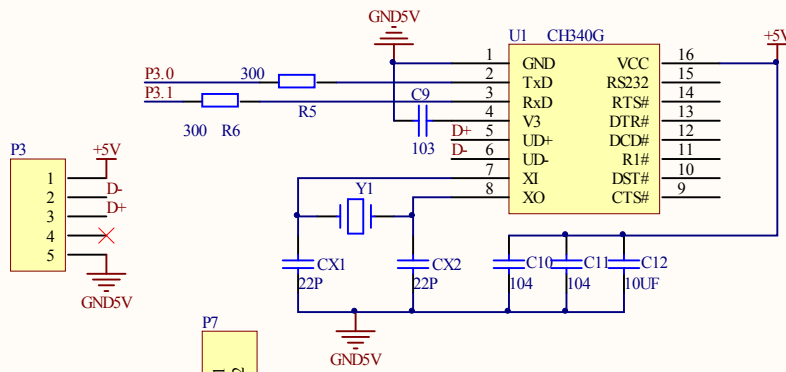 GND5V
U1 CH340G
+5V
1 GND VCC 16
P3.0 300 2 TxD RS232 15
P3.1 3 RxD RTS# 14
R5 C9 4 V3 DTR# 13
300 R6 103 D+ 5 UD+ DCD# 12
D- 6 UD- R1# 11
7 XI DST# 10
8 XO CTS# 9
P3
+5V
1
2 D-
3 D+
4
5
GND5V
Y1
CX1 CX2 C10 C11 C12
22P 22P 104 104 10UF
GND5V
P7
1
2